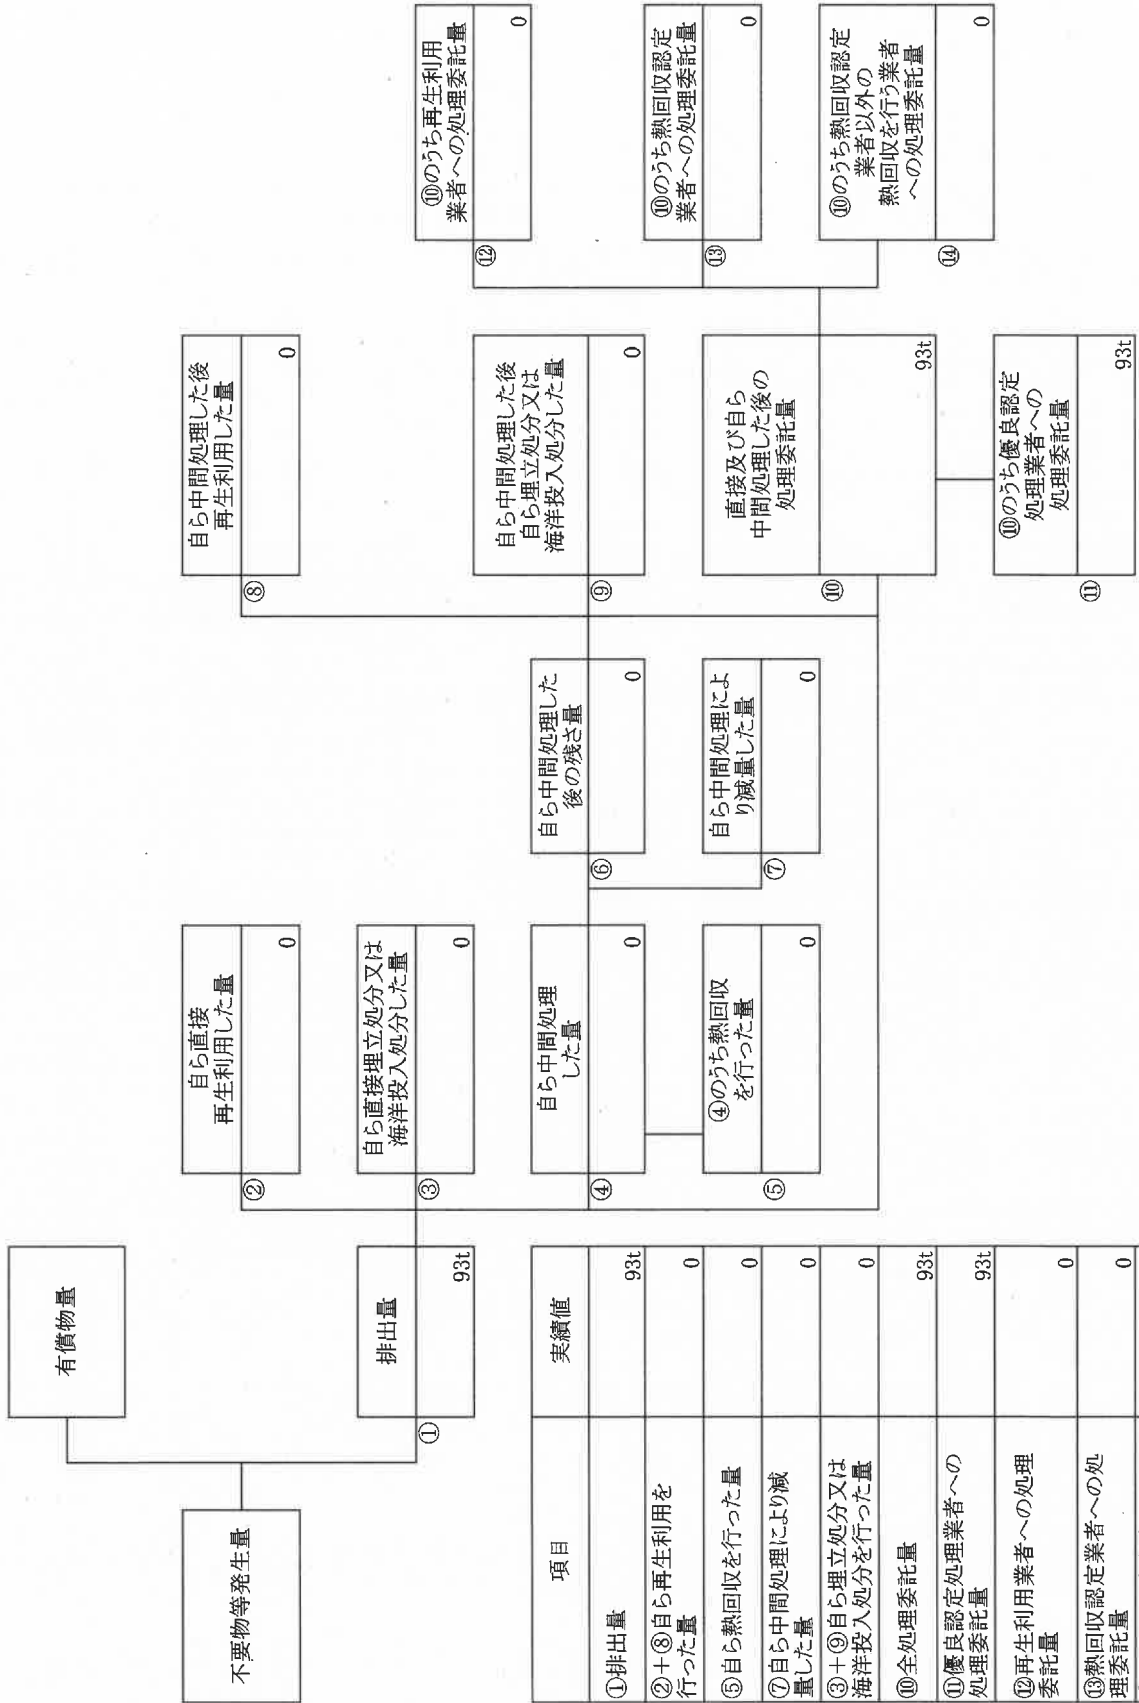 不要物等発生量
有償物量
排出量
①
93t
自ら直接
再生利用した量
②
0
自ら直接埋立処分又は
海洋投入処分した量
③
0
自ら中間処理
した量
④
0
④のうち熱回収
を行った量
⑤
0
自ら中間処理した
後の残さ量
⑥
0
自ら中間処理によ
り減量した量
⑦
0
自ら中間処理した後
再生利用した量
⑧
0
自ら中間処理した後
自ら埋立処分又は
海洋投入処分した量
⑨
0
直接及び自ら
中間処理した後の
処理委託量
⑩
93t
⑩のうち優良認定
処理業者への
処理委託量
⑪
93t
⑩のうち再生利用
業者への処理委託量
⑫
0
⑩のうち熱回収認定
業者への処理委託量
⑬
0
⑩のうち熱回収認定
業者以外の
熱回収を行う業者
への処理委託量
⑭
0
項目 実績値
①排出量 93t
②+⑧自ら再生利用を
行った量 0
⑤自ら熱回収を行った量 0
⑦自ら中間処理により減
量した量 0
③+⑨自ら埋立処分又は
海洋投入処分を行った量 0
⑩全処理委託量 93t
⑪優良認定処理業者への
処理委託量 93t
⑫再生利用業者への処理
委託量 0
⑬熱回収認定業者への処
理委託量 0